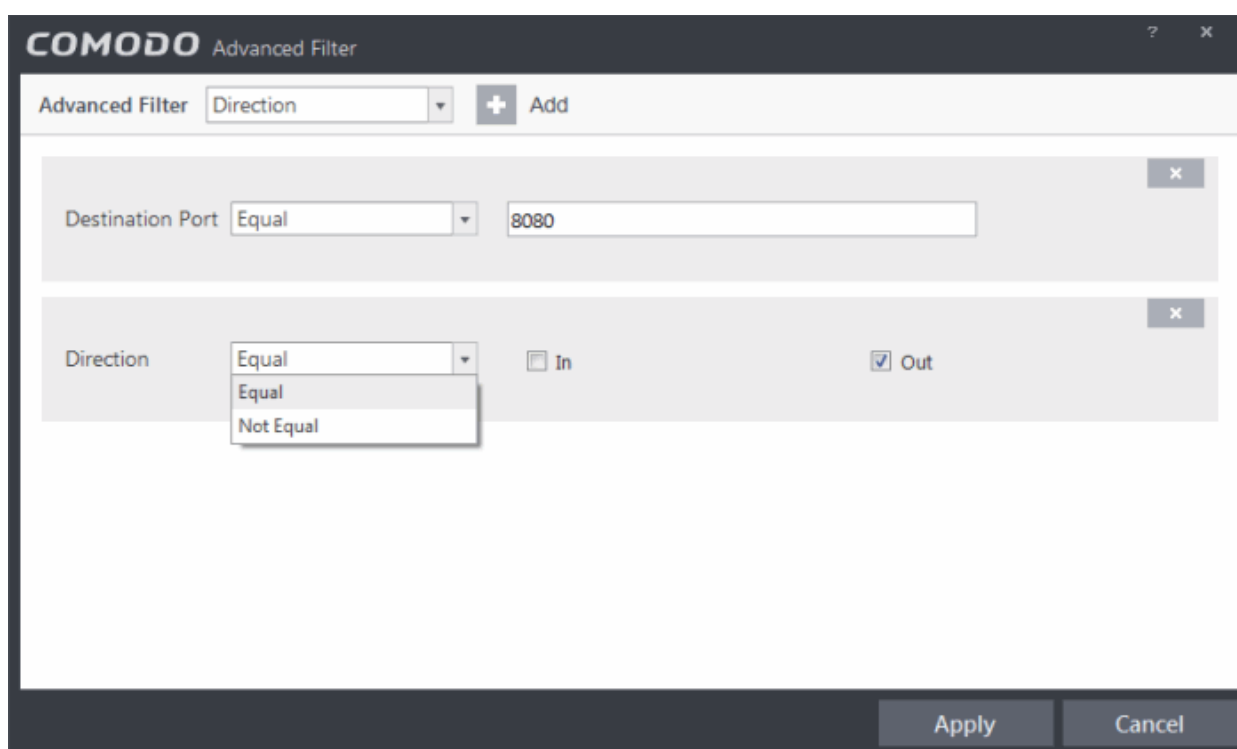 COMODO Advanced Filter ? x
Advanced Filter Direction Add
Destination Port Equal 8080
Direction Equal In Out
Equal
Not Equal
Apply Cancel